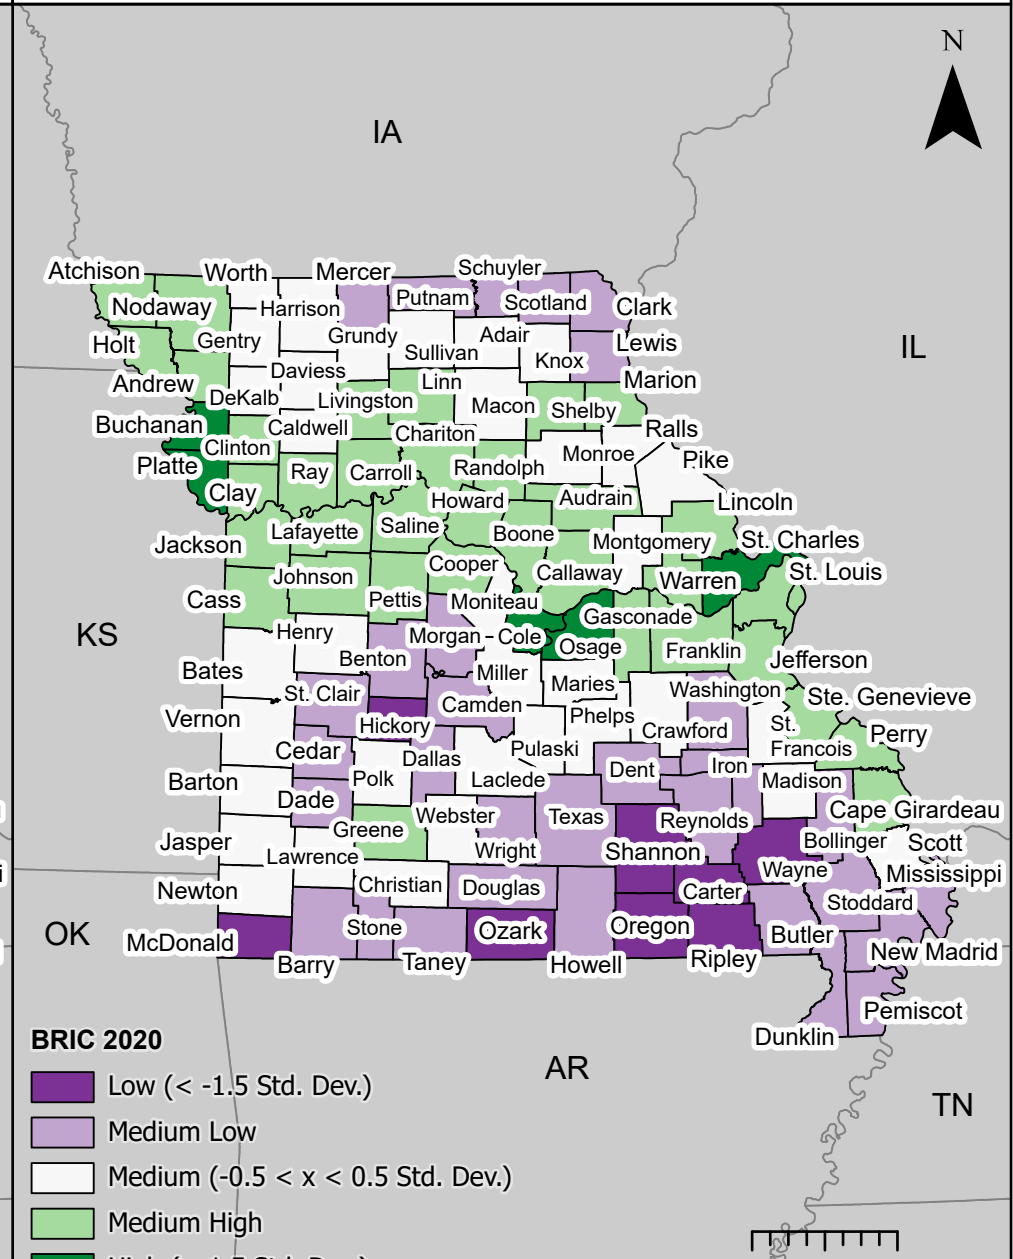 N
IA
Atchison
Worth
Mercer
Schuyler
Nodaway
Harrison
Putnam
Scotland
Clark
Holt
Gentry
Grundy
Sullivan
Adair
Knox
Lewis
IL
Andrew
DeKalb
Daviess
Livingston
Linn
Macon
Shelby
Marion
Buchanan
Clinton
Caldwell
Chariton
Monroe
Ralls
Platte
Clay
Ray
Carroll
Randolph
Audrain
Pike
Howard
Lincoln
Jackson
Lafayette
Saline
Boone
Montgomery
St. Charles
Cooper
Callaway
Warren
St. Louis
Cass
Johnson
Pettis
Moniteau
Gasconade
KS
Henry
Benton
Morgan
Cole
Osage
Franklin
Jefferson
Bates
St. Clair
Miller
Maries
Washington
Ste. Genevieve
Vernon
Hickory
Camden
Phelps
Crawford
St.
Francois
Perry
Cedar
Dallas
Pulaski
Barton
Polk
Laclede
Dent
Iron
Madison
Dade
Cape Girardeau
Jasper
Greene
Webster
Texas
Reynolds
Bollinger
Scott
Lawrence
Wright
Shannon
Wayne
Mississippi
Newton
Christian
Douglas
Carter
Stoddard
OK
McDonald
Stone
Ozark
Oregon
Butler
Barry
Taney
Howell
Ripley
New Madrid
Pemiscot
Dunklin
AR
TN
BRIC 2020
Low (< -1.5 Std. Dev.)
Medium Low
Medium (-0.5 < x < 0.5 Std. Dev.)
Medium High